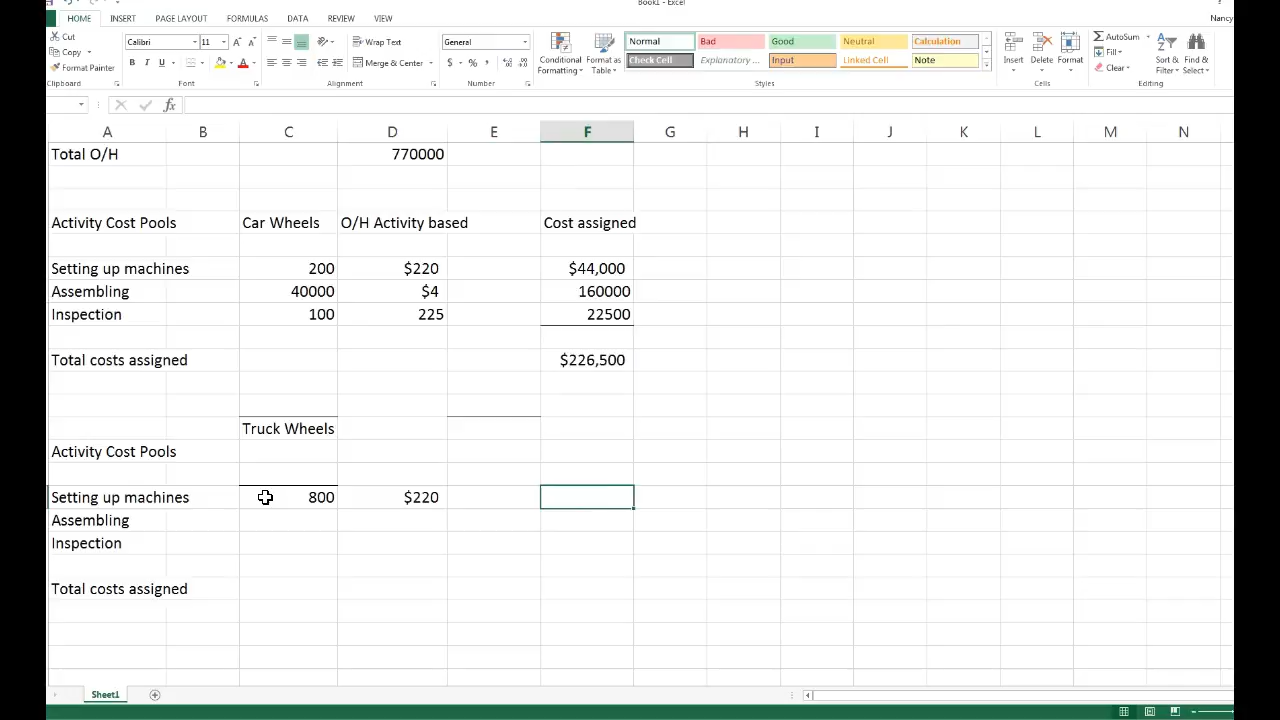 Book1 - Excel
?
HOME INSERT PAGE LAYOUT FORMULAS DATA REVIEW VIEW Nancy
Cut
Copy
Format Painter
Clipboard
Calibri 11 A A
B I U A
Font
Wrap Text
Merge & Center
Alignment
General
$ % ,
Number
Conditional Formatting
Format as Table
Normal Bad Good Neutral Calculation
Check Cell Explanatory ... Input Linked Cell Note
Styles
Insert Delete Format
Cells
AutoSum
Fill
Clear
Sort & Filter
Find & Select
Editing
fx
A B C D E F G H I J K L M N
Total O/H 770000
Activity Cost Pools Car Wheels O/H Activity based Cost assigned
Setting up machines 200 $220 $44,000
Assembling 40000 $4 160000
Inspection 100 225 22500
Total costs assigned $226,500
Truck Wheels
Activity Cost Pools
Setting up machines 800 $220
Assembling
Inspection
Total costs assigned
Sheet1